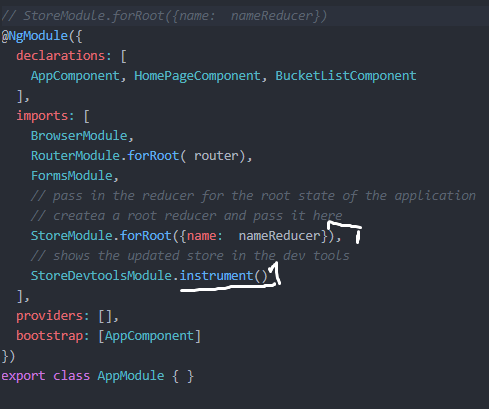 // StoreModule.forRoot({name:  nameReducer})
@NgModule({
declarations: [
AppComponent, HomePageComponent, BucketListComponent
],
imports: [
BrowserModule,
RouterModule.forRoot( router),
FormsModule,
// pass in the reducer for the root state of the application
// createa a root reducer and pass it here
StoreModule.forRoot({name:  nameReducer}),
// shows the updated store in the dev tools
StoreDevtoolsModule.instrument()
],
providers: [],
bootstrap: [AppComponent]
})
export class AppModule { }